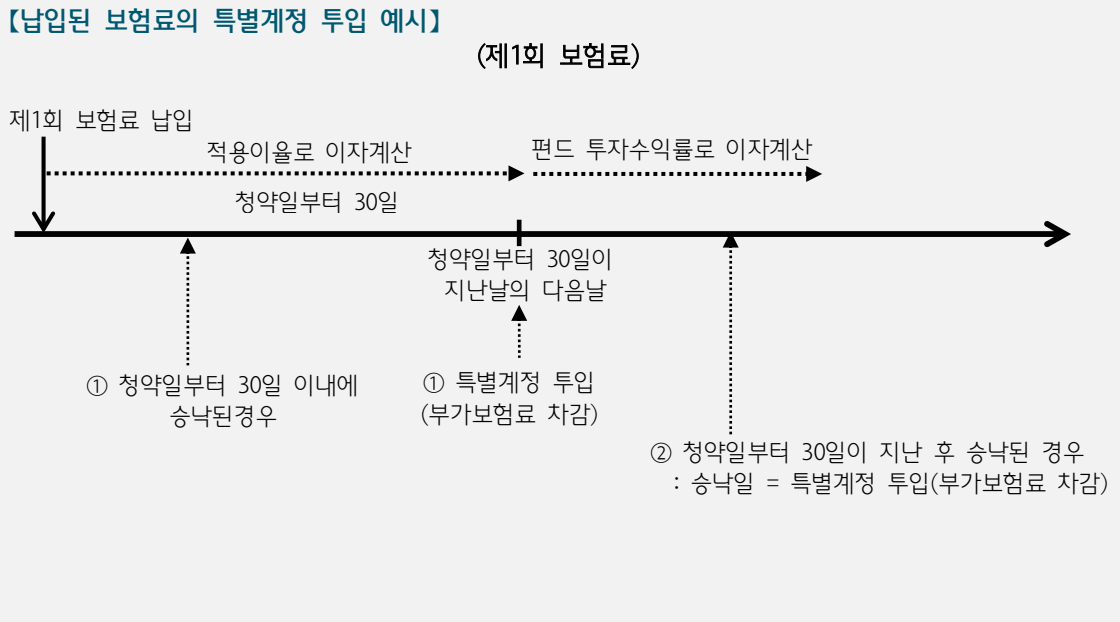 【납입된 보험료의 특별계정 투입 예시】
(제1회 보험료)
제1회 보험료 납입
적용이율로 이자계산
펀드 투자수익률로 이자계산
청약일부터 30일
청약일부터 30일이
지난날의 다음날
① 청약일부터 30일 이내에
승낙된경우
① 특별계정 투입
(부가보험료 차감)
② 청약일부터 30일이 지난 후 승낙된 경우
: 승낙일 = 특별계정 투입(부가보험료 차감)